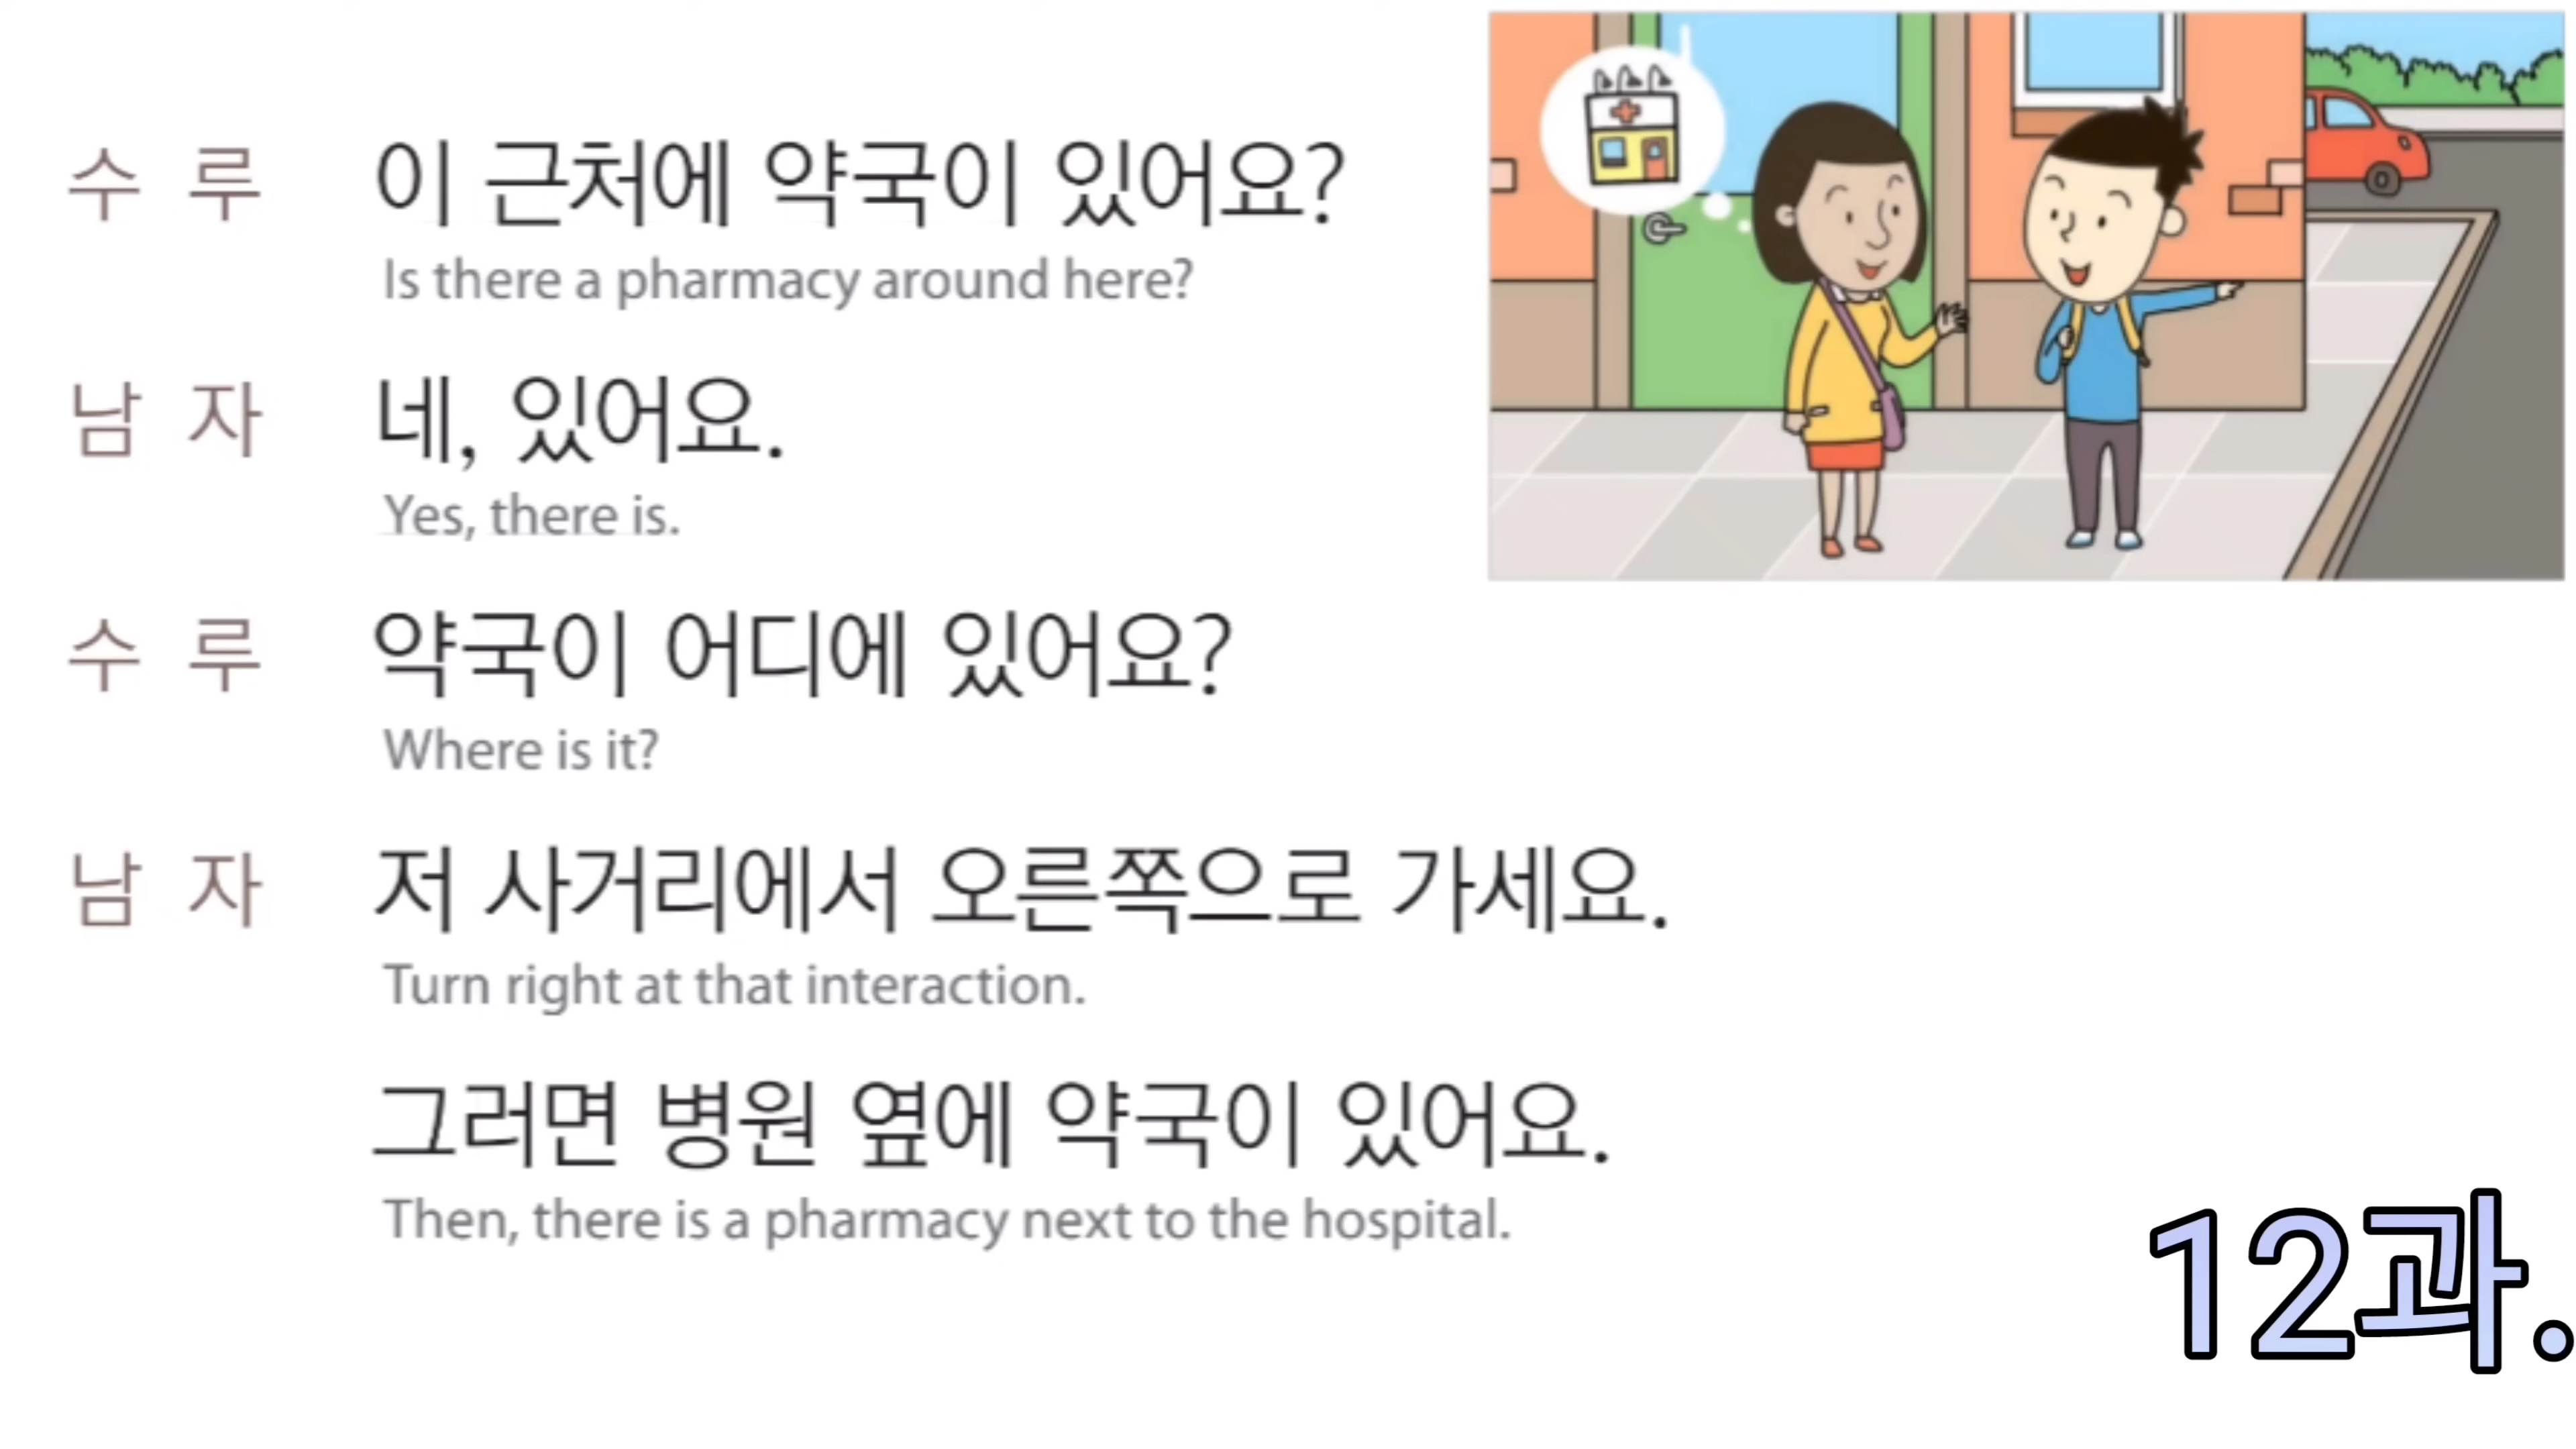 수 루 이 근처에 약국이 있어요?
Is there a pharmacy around here?
남 자 네, 있어요.
Yes, there is.
수 루 약국이 어디에 있어요?
Where is it?
남 자 저 사거리에서 오른쪽으로 가세요.
Turn right at that interaction.
그러면 병원 옆에 약국이 있어요.
Then, there is a pharmacy next to the hospital.
12과.